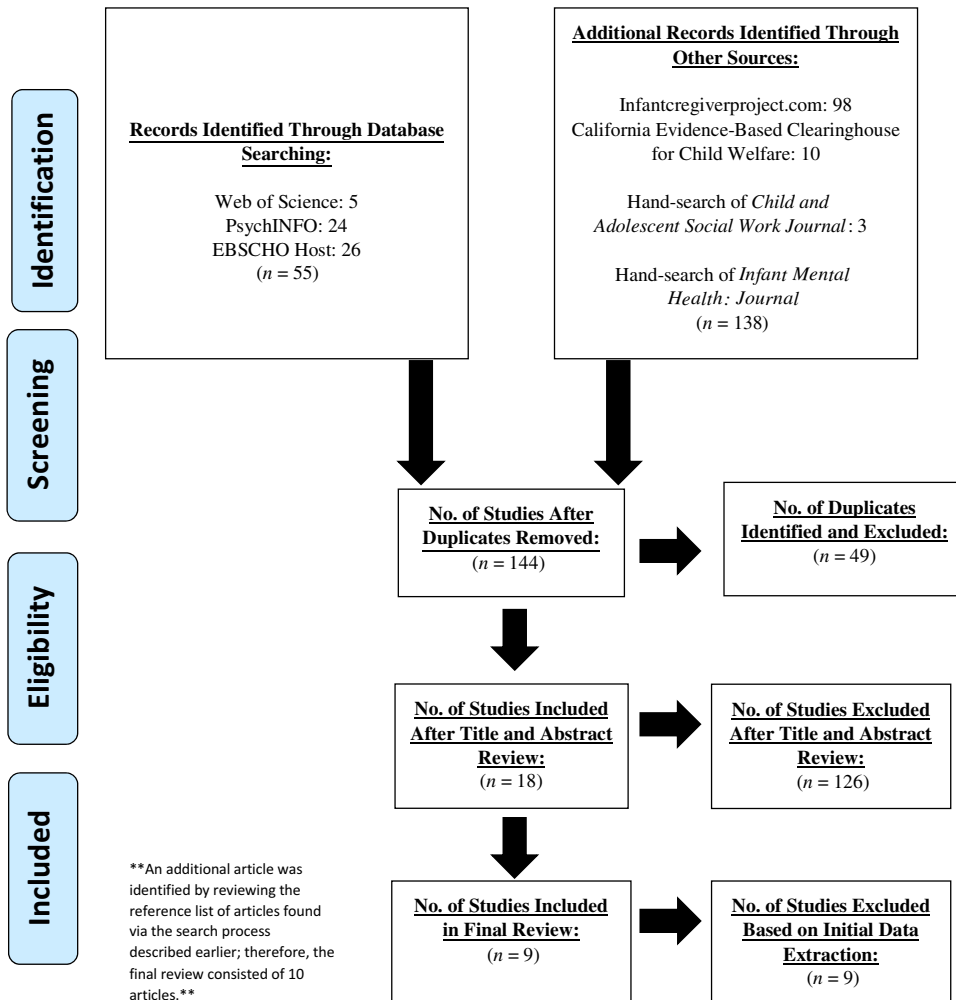 Identification
Screening
Eligibility
Included
Records Identified Through Database
Searching:
Web of Science: 5
PsychINFO: 24
EBSCHO Host: 26
(n = 55)
Additional Records Identified Through
Other Sources:
Infantcregiverproject.com: 98
California Evidence-Based Clearinghouse
for Child Welfare: 10
Hand-search of Child and
Adolescent Social Work Journal: 3
Hand-search of Infant Mental
Health: Journal
(n = 138)
No. of Studies After
Duplicates Removed:
(n = 144)
No. of Duplicates
Identified and Excluded:
(n = 49)
No. of Studies Included
After Title and Abstract
Review:
(n = 18)
No. of Studies Excluded
After Title and Abstract
Review:
(n = 126)
**An additional article was
identified by reviewing the
reference list of articles found
via the search process
described earlier; therefore, the
final review consisted of 10
articles.**
No. of Studies Included
in Final Review:
(n = 9)
No. of Studies Excluded
Based on Initial Data
Extraction:
(n = 9)